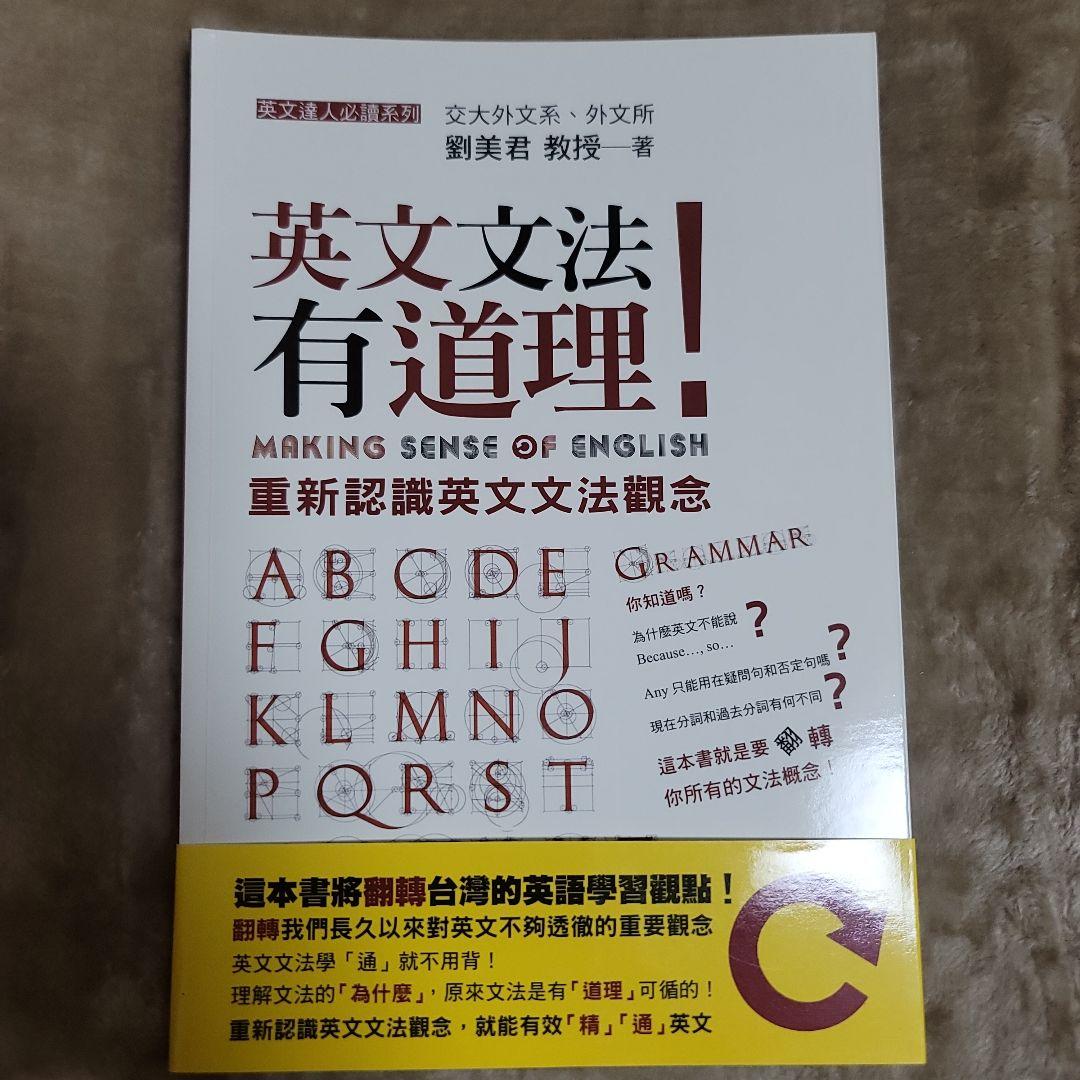 英文達人必讀系列
交大外文系、外文所
劉美君 教授—著
英文文法
有道理!
MAKING SENSE OF ENGLISH
重新認識英文文法觀念
A B C D E
F G H I J
K L M N O
P Q R S T
GRAMMAR
你知道嗎?
為什麼英文不能說
Because…, so… ?
Any 只能用在疑問句和否定句嗎?
現在分詞和過去分詞有何不同?
這本書就是要 翻 轉
你所有的文法概念!
這本書將翻轉台灣的英語學習觀點!
翻轉我們長久以來對英文不夠透徹的重要觀念
英文文法學「通」就不用背!
理解文法的「為什麼」,原來文法是有「道理」可循的!
重新認識英文文法觀念,就能有效「精」「通」英文